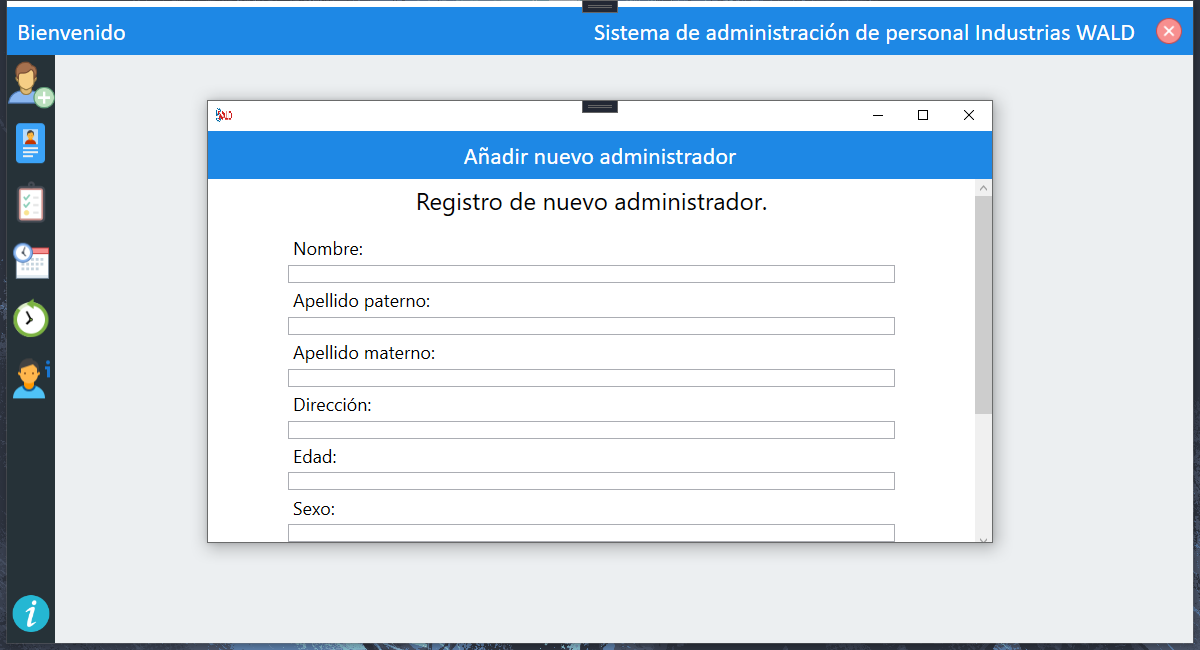 Bienvenido
Sistema de administración de personal Industrias WALD
Añadir nuevo administrador
Registro de nuevo administrador.
Nombre:
Apellido paterno:
Apellido materno:
Dirección:
Edad:
Sexo: